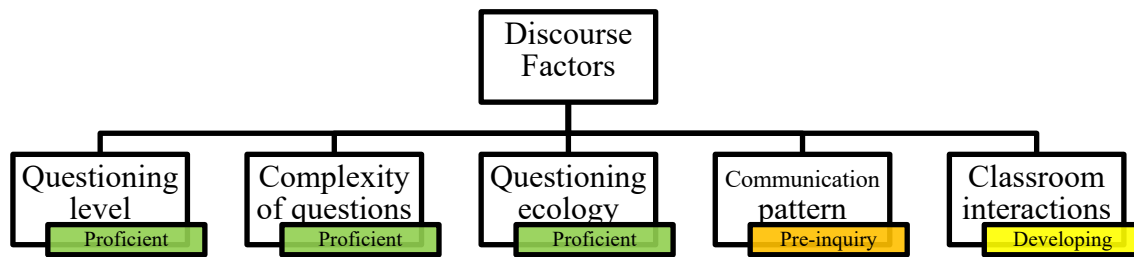 Discourse
Factors
Questioning
level
Proficient
Complexity
of questions
Proficient
Questioning
ecology
Proficient
Communication
pattern
Pre-inquiry
Classroom
interactions
Developing